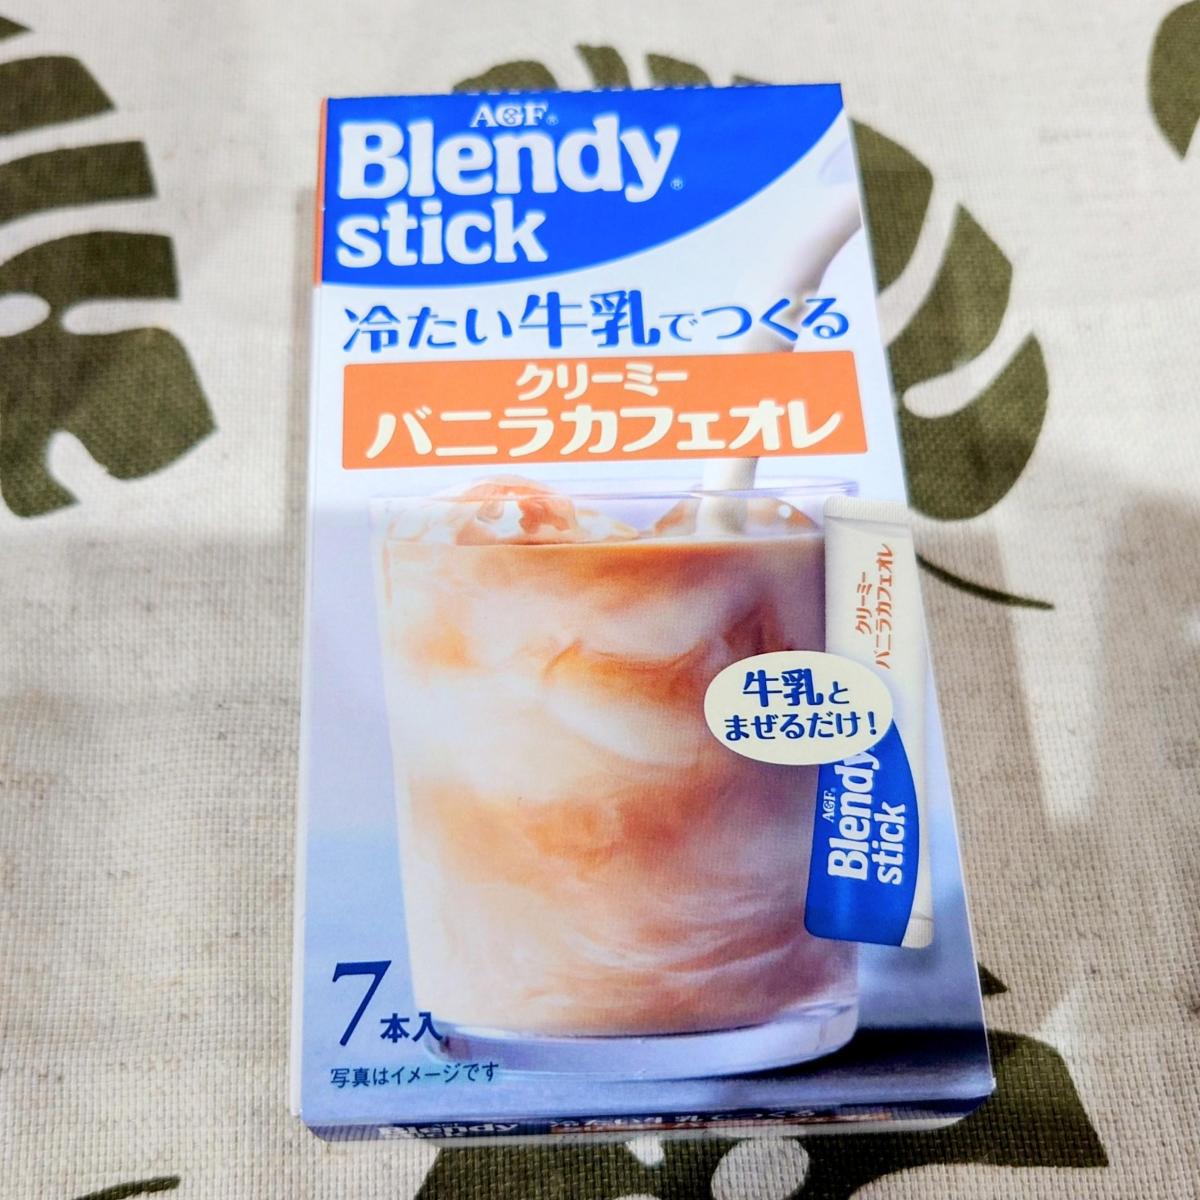 AGF®
Blendy®
stick
冷たい牛乳でつくる
クリーミー
バニラカフェオレ
クリーミー
バニラカフェオレ
牛乳と
まぜるだけ!
AGF®
Blendy
stick
7本入
写真はイメージです
Blendy